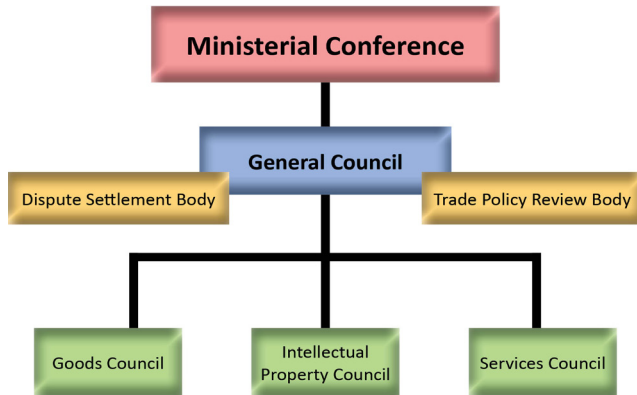 Ministerial Conference
General Council
Dispute Settlement Body
Trade Policy Review Body
Goods Council
Intellectual
Property Council
Services Council